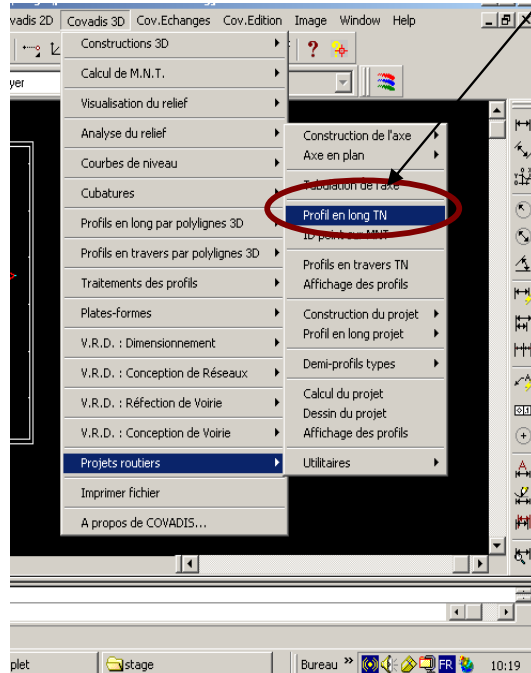 vadis 2D Covadis 3D Cov.Echanges Cov.Edition Image Window Help
yer
Constructions 3D
Calcul de M.N.T.
Visualisation du relief
Analyse du relief
Courbes de niveau
Cubatures
Profils en long par polylignes 3D
Profils en travers par polylignes 3D
Traitements des profils
Plates-formes
V.R.D. : Dimensionnement
V.R.D. : Conception de Réseaux
V.R.D. : Réfection de Voirie
V.R.D. : Conception de Voirie
Projets routiers
Imprimer fichier
A propos de COVADIS...
Construction de l'axe
Axe en plan
Tabulation de l'axe
Profil en long TN
ID point sur MNT
Profils en travers TN
Affichage des profils
Construction du projet
Profil en long projet
Demi-profils types
Calcul du projet
Dessin du projet
Affichage des profils
Utilitaires
plet stage Bureau » FR 10:19